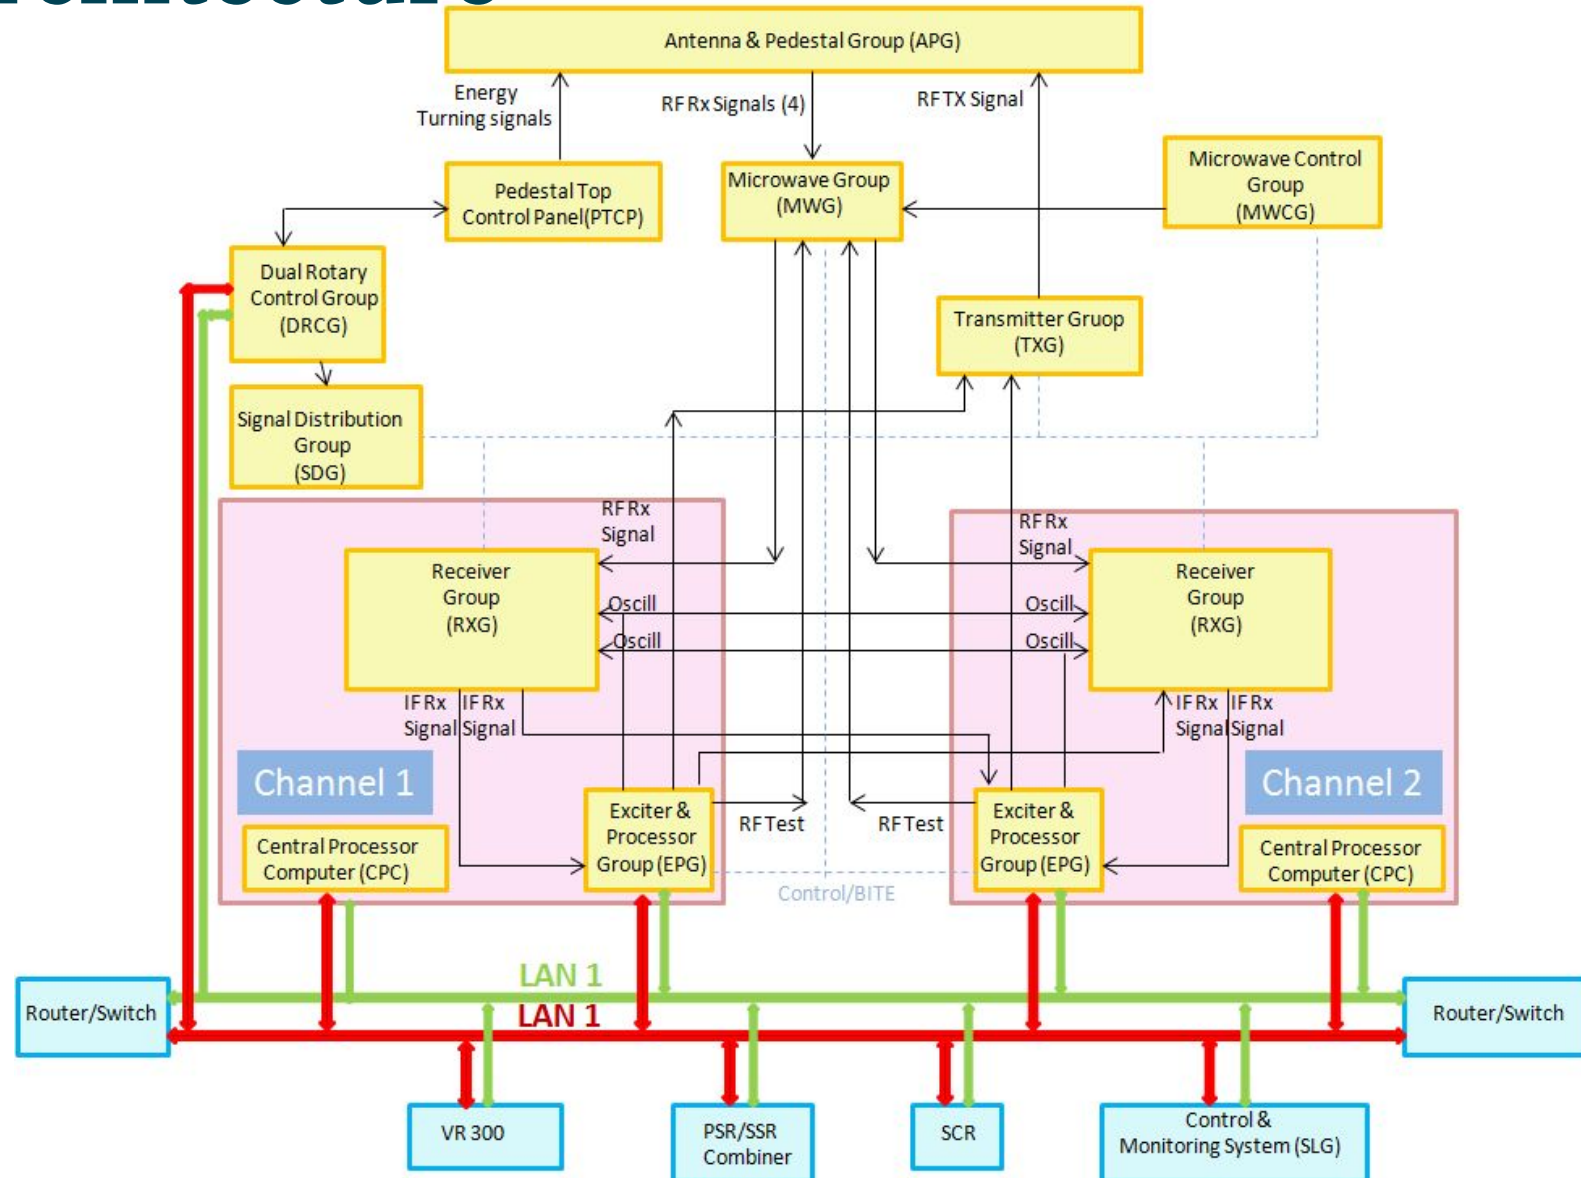 Antenna & Pedestal Group (APG)
Energy
Turning signals
RF Rx Signals (4)
RF TX Signal
Pedestal Top
Control Panel(PTCP)
Microwave Group
(MWG)
Microwave Control
Group
(MWCG)
Dual Rotary
Control Group
(DRCG)
Transmitter Gruop
(TXG)
Signal Distribution
Group
(SDG)
RF Rx
Signal
RF Rx
Signal
Receiver
Group
(RXG)
Receiver
Group
(RXG)
Oscill
Oscill
Oscill
Oscill
IF Rx
Signal
IF Rx
Signal
IF Rx
Signal
IF Rx
Signal
Channel 1
Channel 2
Exciter &
Processor
Group (EPG)
RF Test
RF Test
Exciter &
Processor
Group (EPG)
Central Processor
Computer (CPC)
Central Processor
Computer (CPC)
Control/BITE
LAN 1
LAN 1
Router/Switch
Router/Switch
VR 300
PSR/SSR
Combiner
SCR
Control &
Monitoring System (SLG)